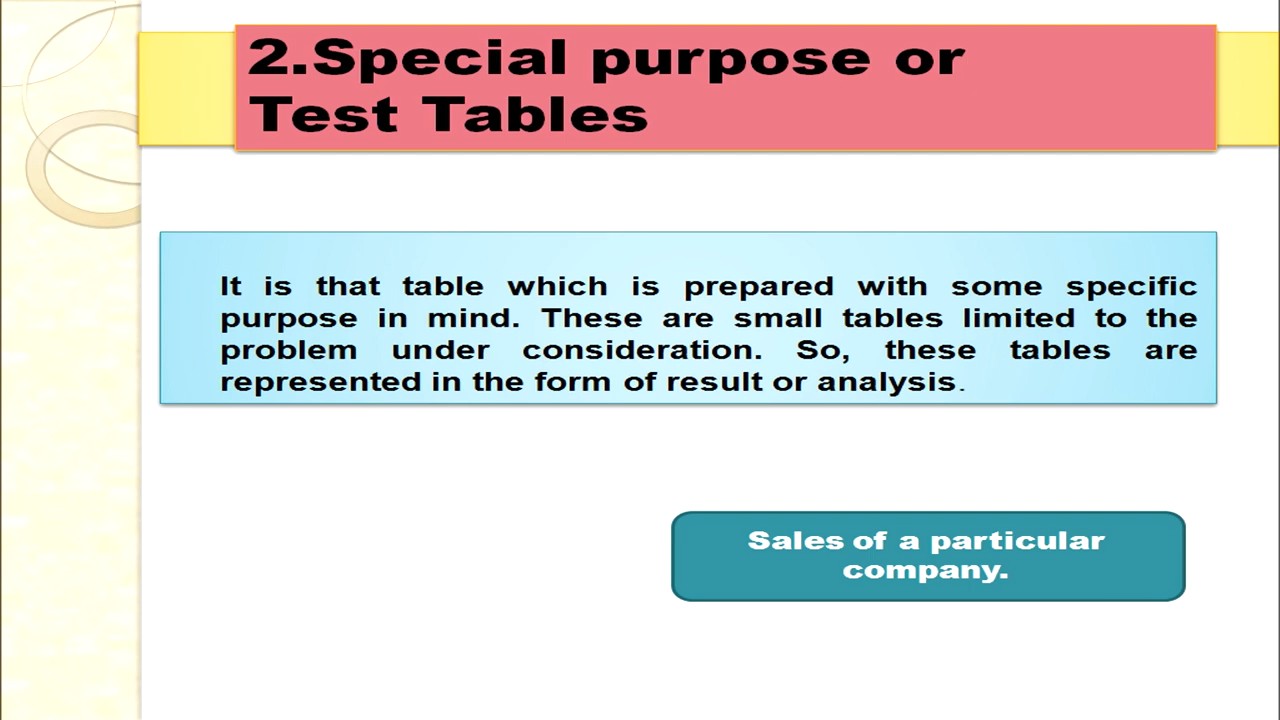 2.Special purpose or
Test Tables
It is that table which is prepared with some specific
purpose in mind. These are small tables limited to the
problem under consideration. So, these tables are
represented in the form of result or analysis.
Sales of a particular
company.